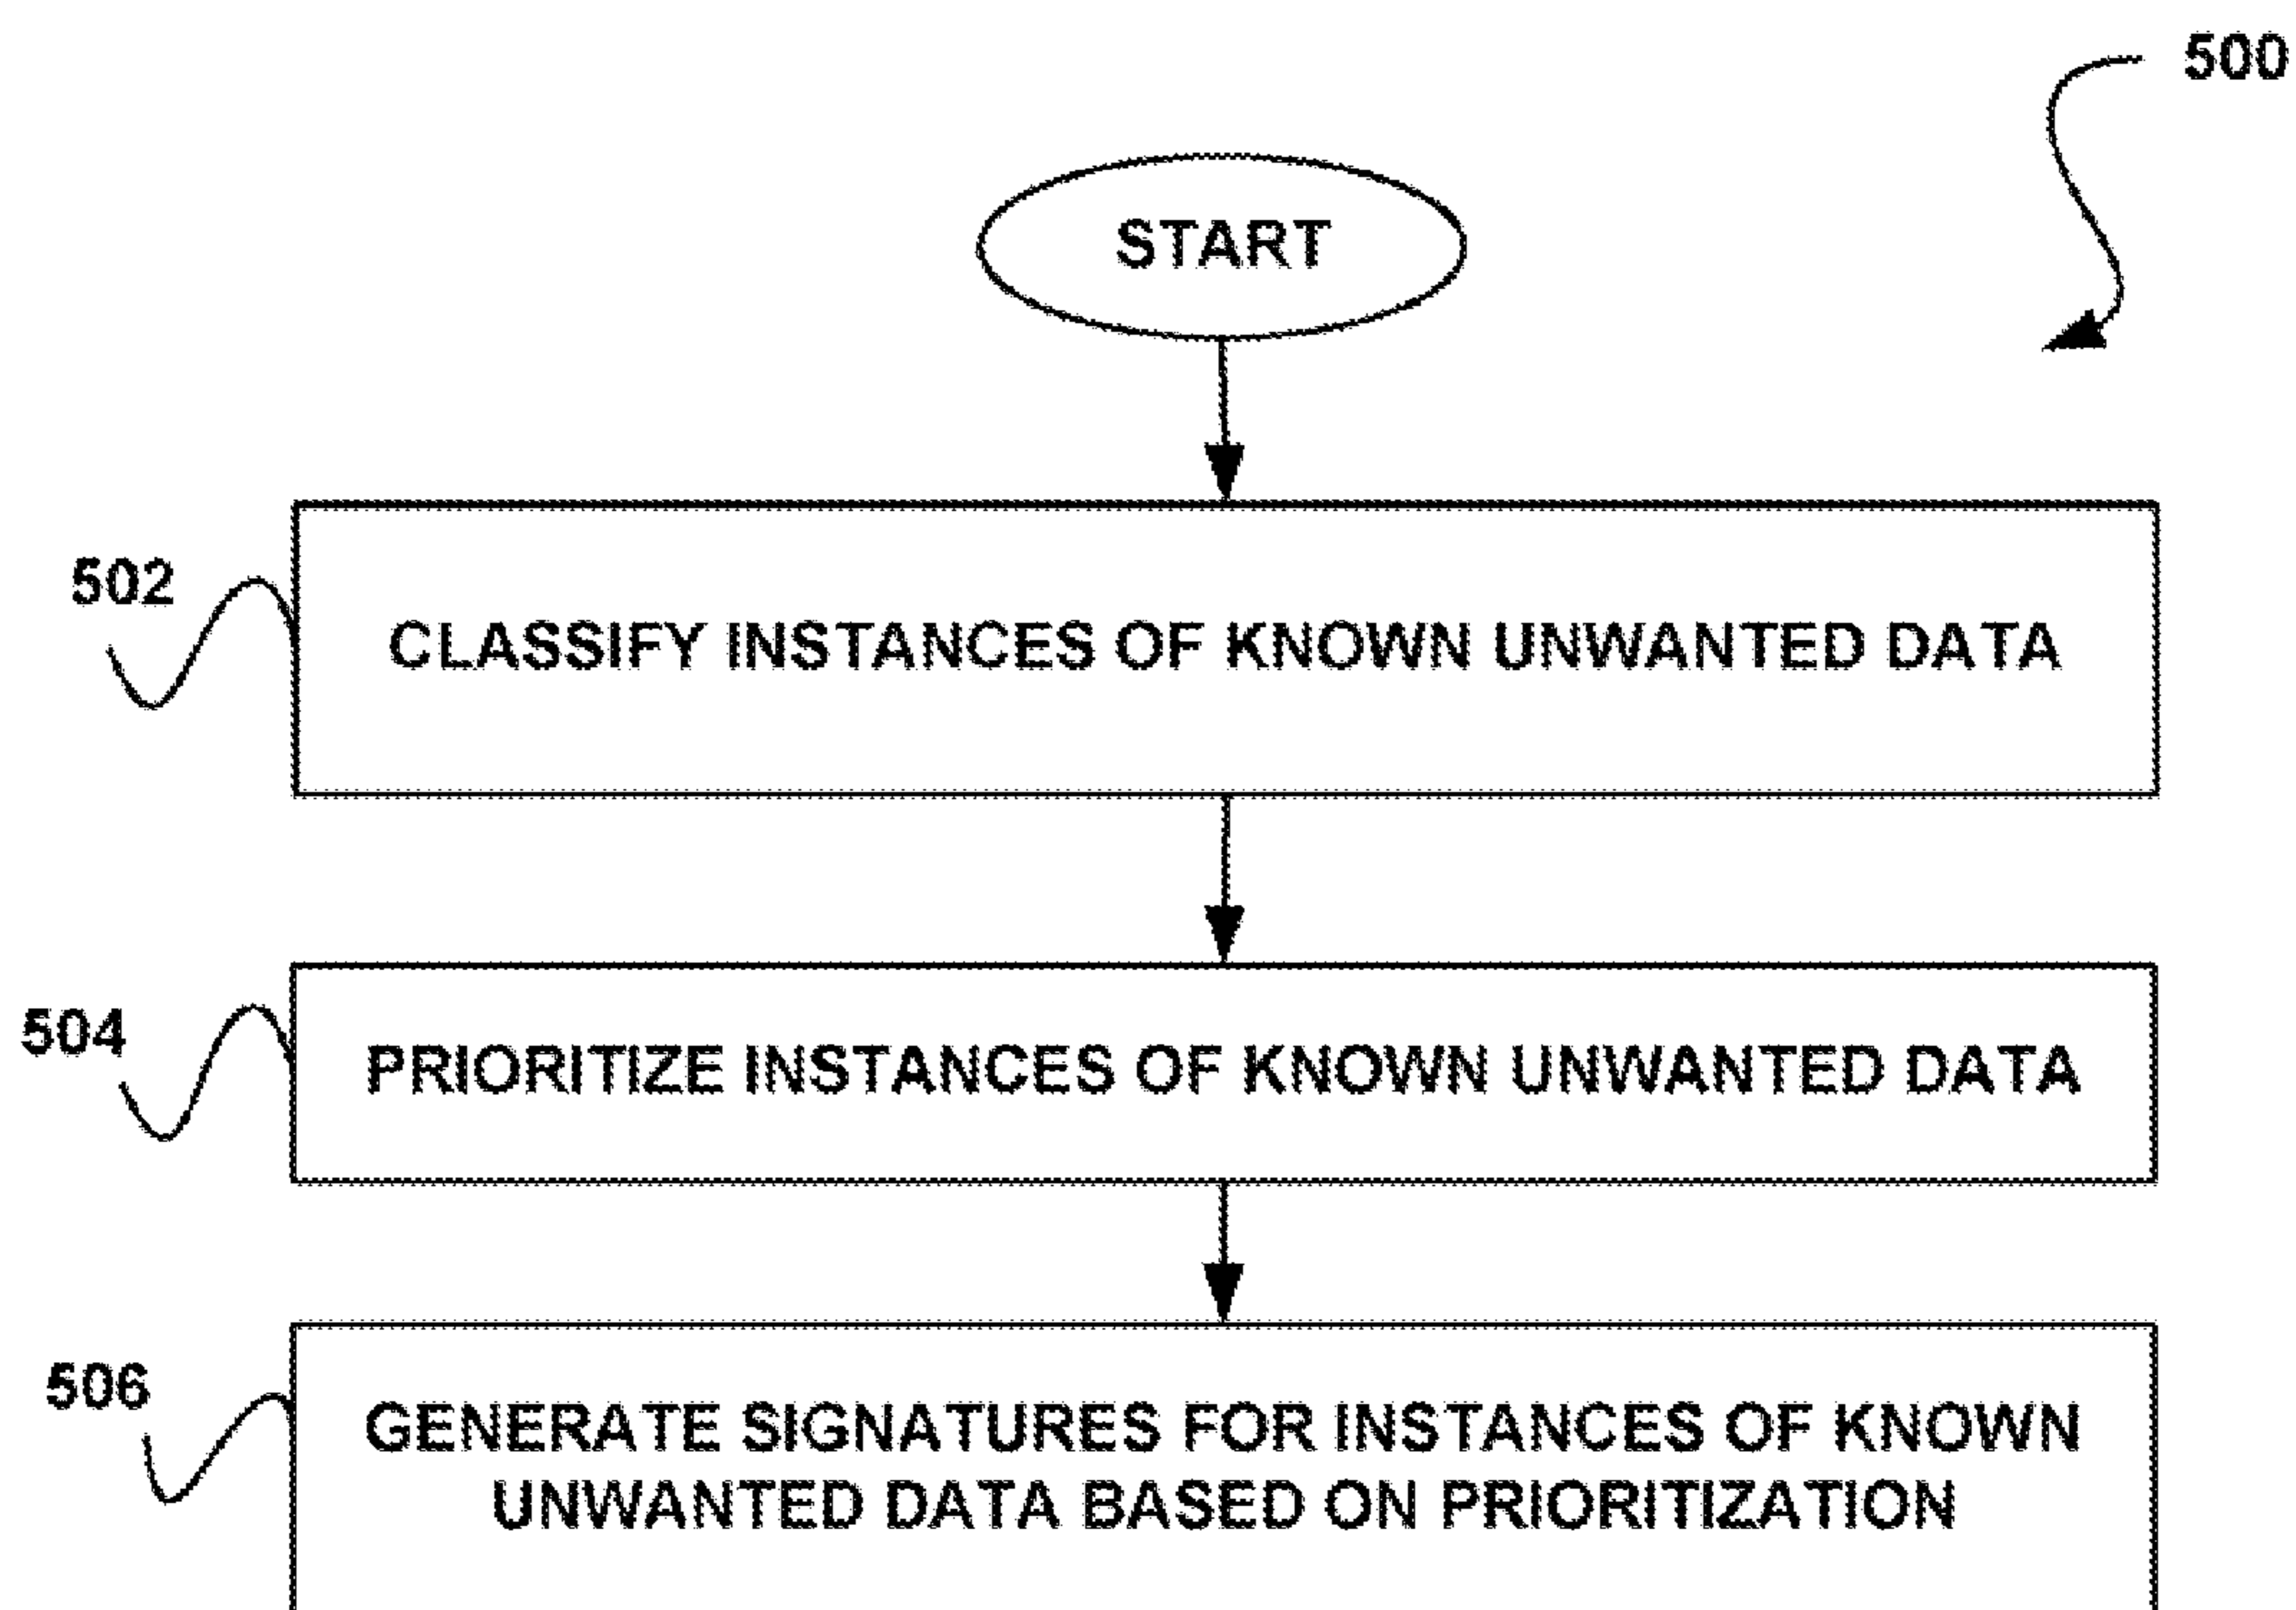 500
START
502
CLASSIFY INSTANCES OF KNOWN UNWANTED DATA
504
PRIORITIZE INSTANCES OF KNOWN UNWANTED DATA
506
GENERATE SIGNATURES FOR INSTANCES OF KNOWN
UNWANTED DATA BASED ON PRIORITIZATION